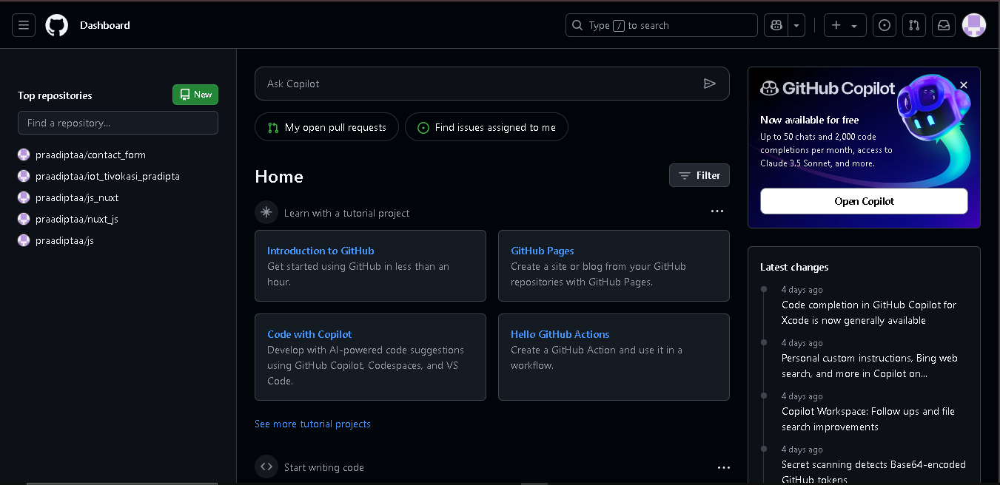 Dashboard
Type / to search
Top repositories
New
Find a repository...
praadiptaa/contact_form
praadiptaa/iot_tivokasi_pradipta
praadiptaa/js_nuxt
praadiptaa/nuxt_js
praadiptaa/js
Ask Copilot
My open pull requests
Find issues assigned to me
Home
Filter
Learn with a tutorial project
Introduction to GitHub
Get started using GitHub in less than an
hour.
GitHub Pages
Create a site or blog from your GitHub
repositories with GitHub Pages.
Code with Copilot
Develop with AI-powered code suggestions
using GitHub Copilot, Codespaces, and VS
Code.
Hello GitHub Actions
Create a GitHub Action and use it in a
workflow.
See more tutorial projects
Start writing code
GitHub Copilot
Now available for free
Up to 50 chats and 2,000 code
completions per month, access to
Claude 3.5 Sonnet, and more.
Open Copilot
Latest changes
4 days ago
Code completion in GitHub Copilot for
Xcode is now generally available
4 days ago
Personal custom instructions, Bing web
search, and more in Copilot on...
4 days ago
Copilot Workspace: Follow ups and file
search improvements
4 days ago
Secret scanning detects Base64-encoded
GitHub tokens